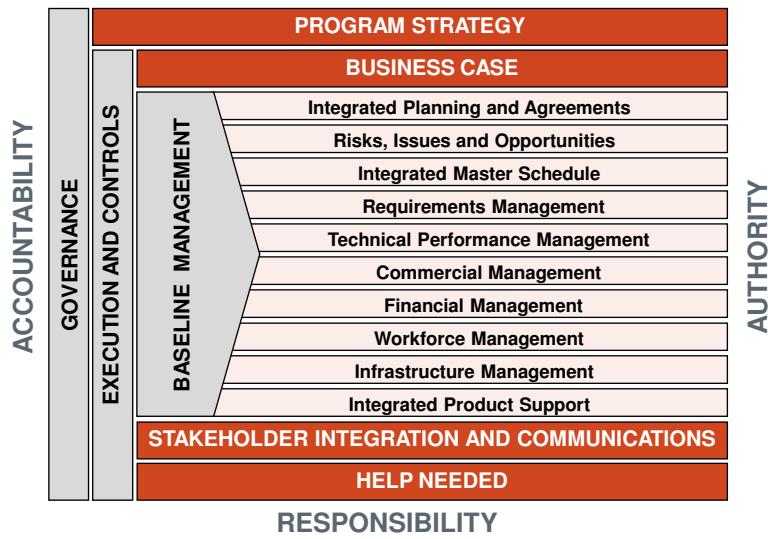 PROGRAM STRATEGY
BUSINESS CASE
ACCOUNTABILITY
GOVERNANCE
EXECUTION AND CONTROLS
BASELINE MANAGEMENT
Integrated Planning and Agreements
Risks, Issues and Opportunities
Integrated Master Schedule
Requirements Management
Technical Performance Management
Commercial Management
Financial Management
Workforce Management
Infrastructure Management
Integrated Product Support
AUTHORITY
STAKEHOLDER INTEGRATION AND COMMUNICATIONS
HELP NEEDED
RESPONSIBILITY